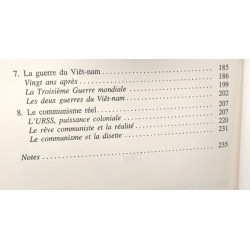 7. La guerre du Viêt-nam ........ 185
Vingt ans après ........ 186
La Troisième Guerre mondiale ........ 199
Les deux guerres du Viêt-nam ........ 202
8. Le communisme réel ........ 207
L'URSS, puissance coloniale ........ 207
Le rêve communiste et la réalité ........ 220
Le communisme et la disette ........ 231
Notes ........ 235